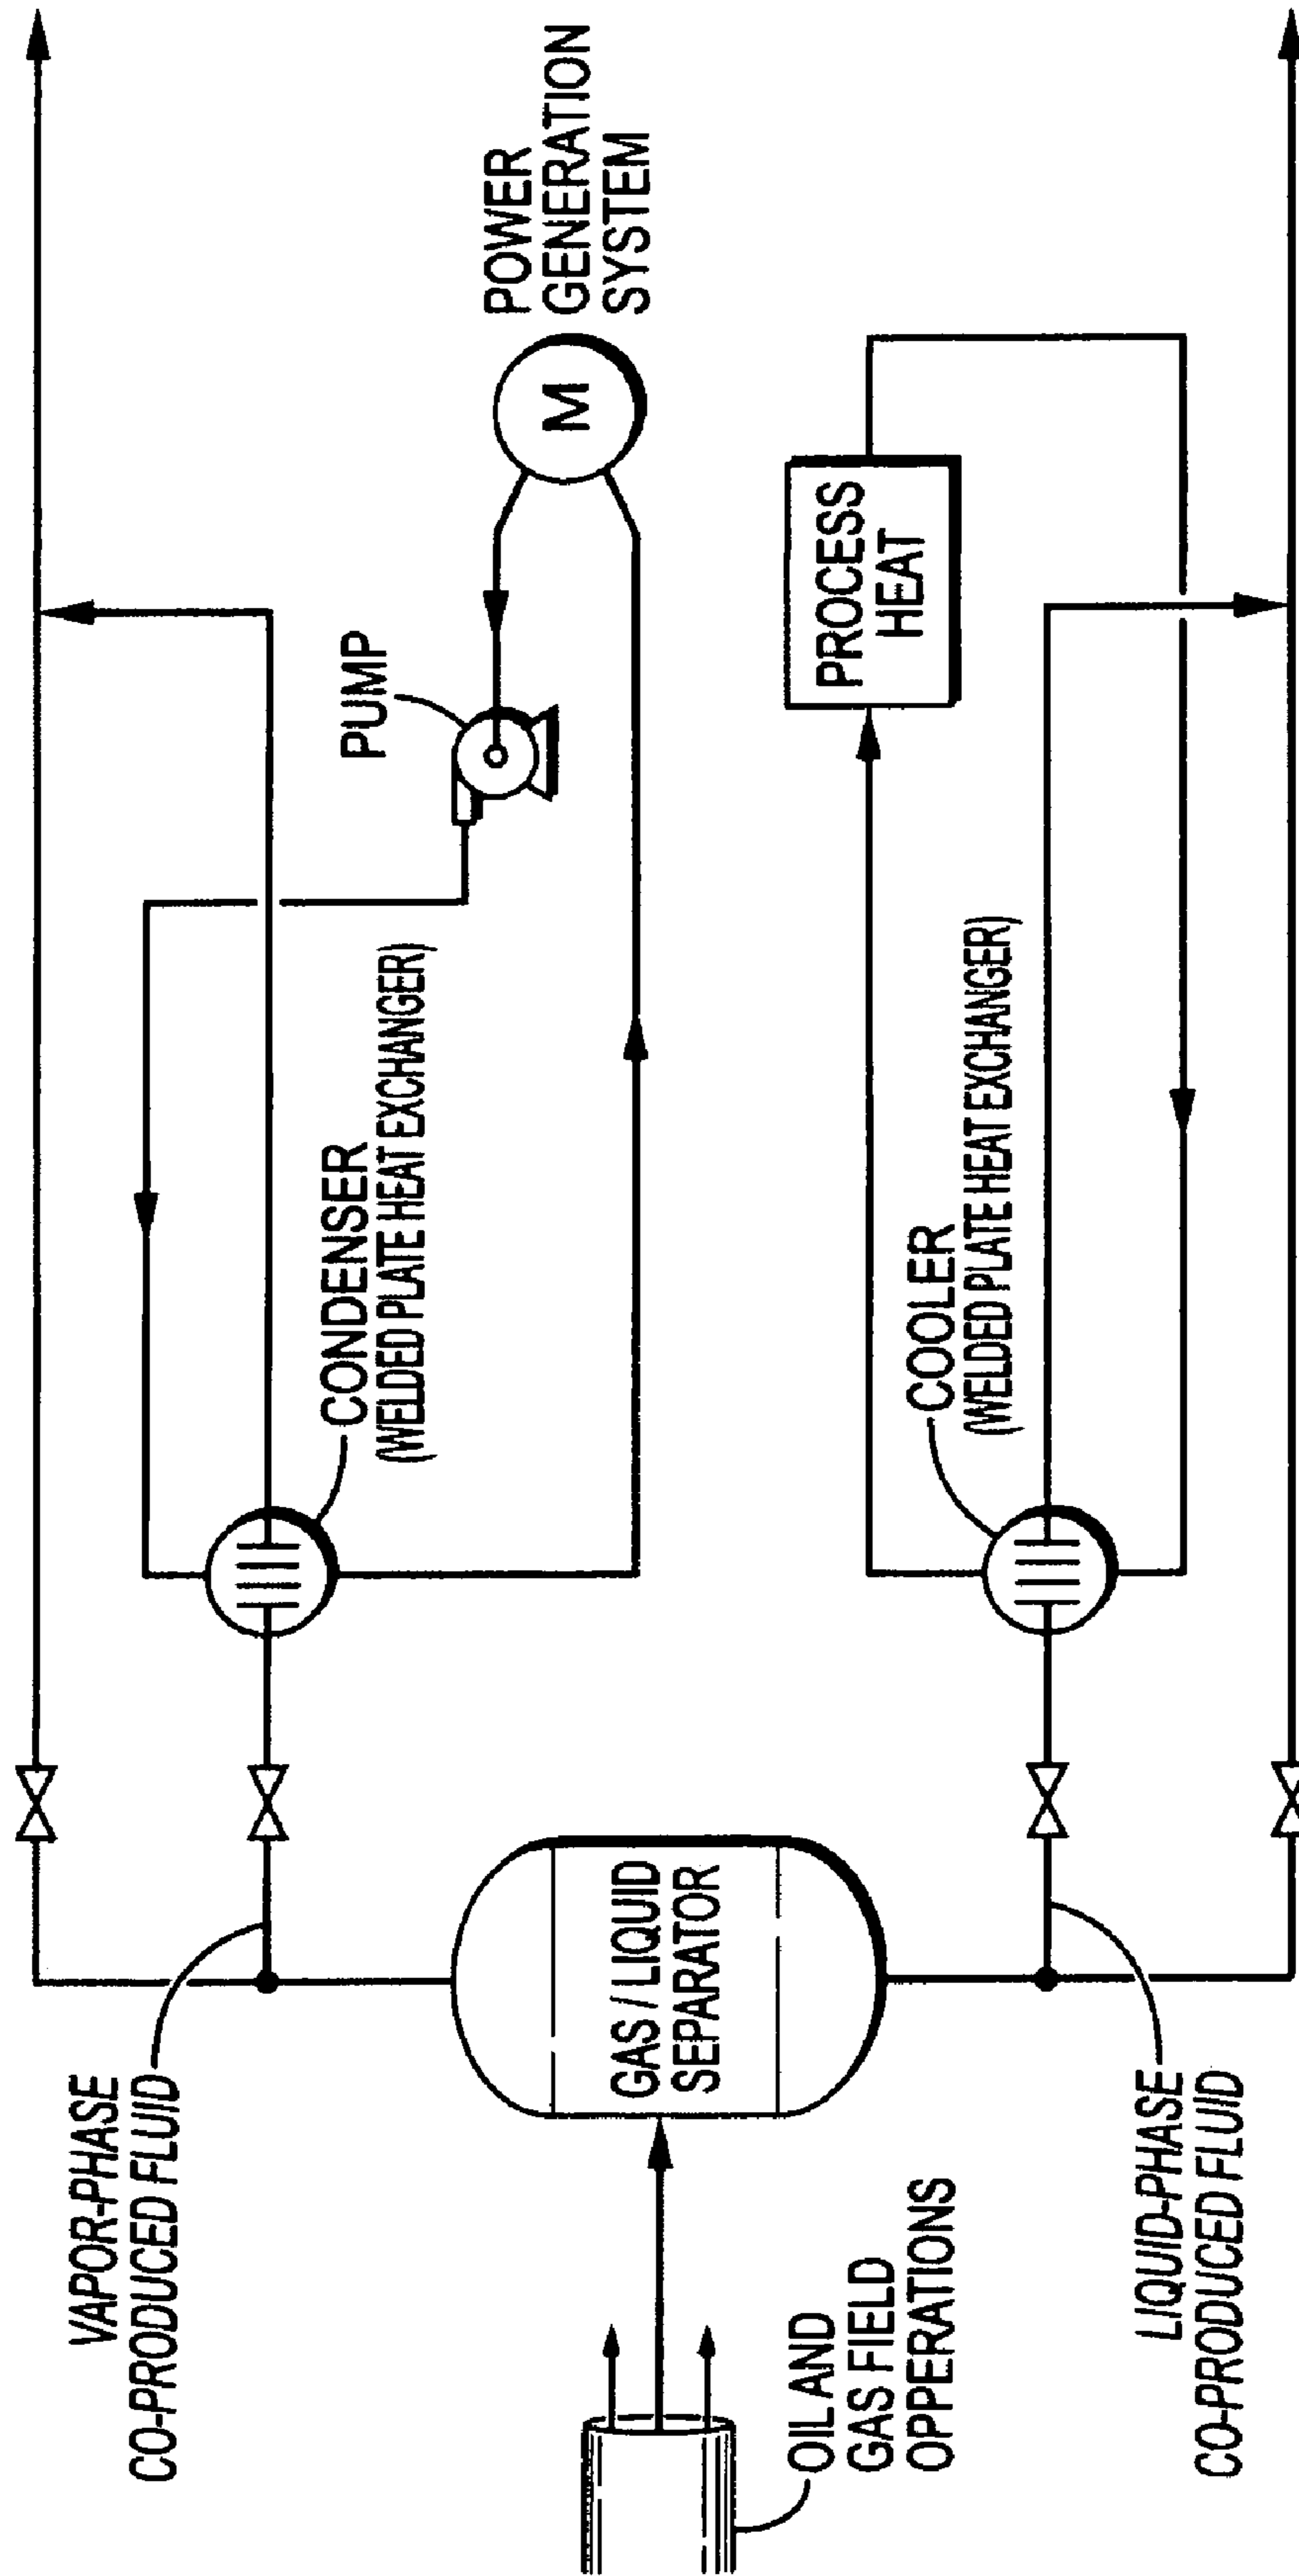 VAPOR-PHASE
CO-PRODUCED FLUID
CONDENSER
(WELDED PLATE HEAT EXCHANGER)
PUMP
POWER
GENERATION
SYSTEM
M
GAS / LIQUID
SEPARATOR
OIL AND
GAS FIELD
OPPERATIONS
PROCESS
HEAT
COOLER
(WELDED PLATE HEAT EXCHANGER)
LIQUID-PHASE
CO-PRODUCED FLUID